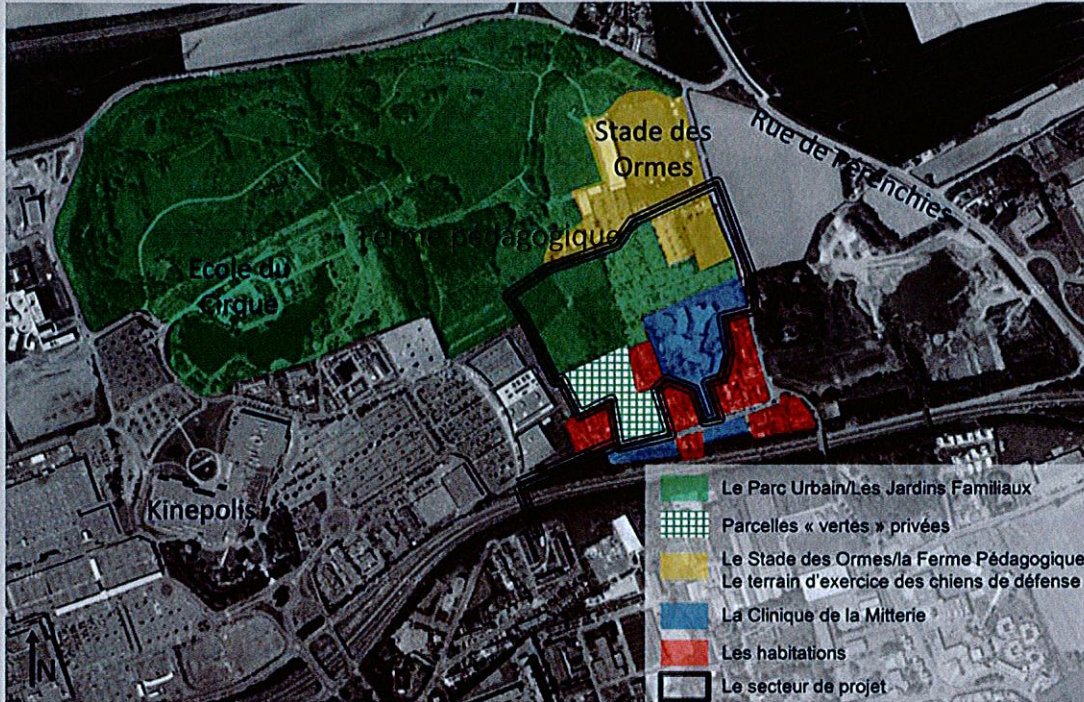 Stade des
Ormes
Rue de Pérenchies
Ferme pédagogique
Ecole du
Cirque
Kinepolis
N
Le Parc Urbain/Les Jardins Familiaux
Parcelles « vertes » privées
Le Stade des Ormes/la Ferme Pédagogique
Le terrain d'exercice des chiens de défense
La Clinique de la Mitterie
Les habitations
Le secteur de projet